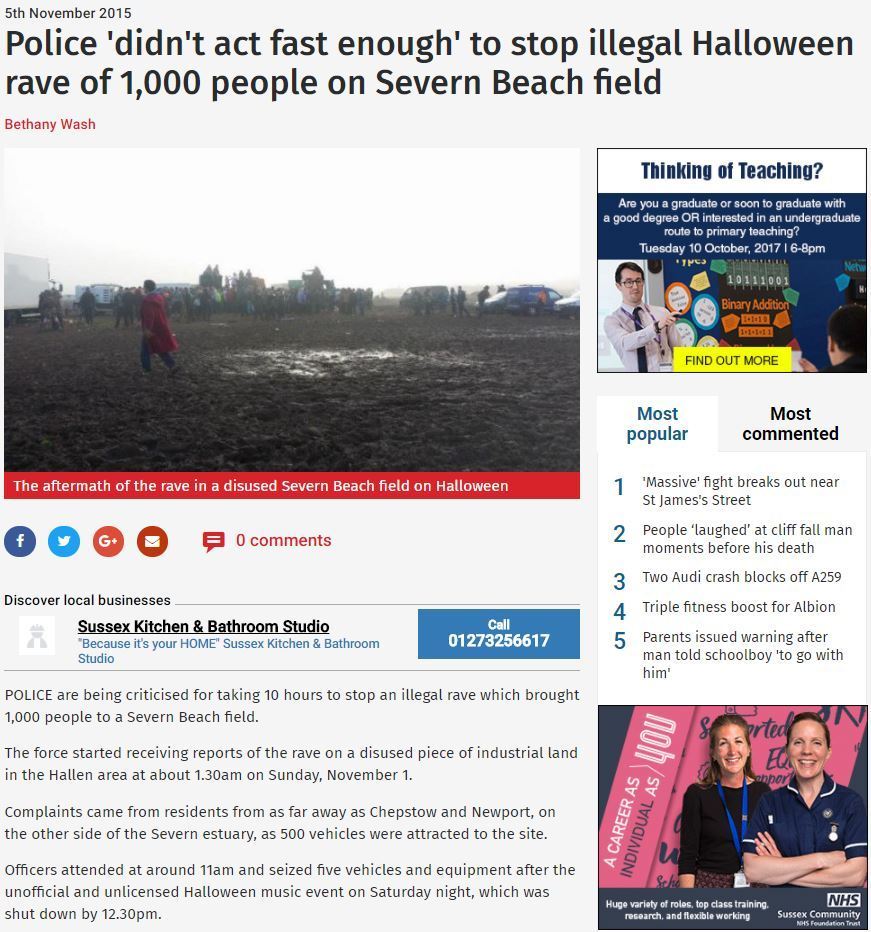 5th November 2015
Police 'didn't act fast enough' to stop illegal Halloween
rave of 1,000 people on Severn Beach field
Bethany Wash
The aftermath of the rave in a disused Severn Beach field on Halloween
f
G+
0 comments
Discover local businesses
Sussex Kitchen & Bathroom Studio
"Because it's your HOME" Sussex Kitchen & Bathroom
Studio
Call
01273256617
POLICE are being criticised for taking 10 hours to stop an illegal rave which brought
1,000 people to a Severn Beach field.
The force started receiving reports of the rave on a disused piece of industrial land
in the Hallen area at about 1.30am on Sunday, November 1.
Complaints came from residents from as far away as Chepstow and Newport, on
the other side of the Severn estuary, as 500 vehicles were attracted to the site.
Officers attended at around 11am and seized five vehicles and equipment after the
unofficial and unlicensed Halloween music event on Saturday night, which was
shut down by 12.30pm.
Thinking of Teaching?
Are you a graduate or soon to graduate with
a good degree OR interested in an undergraduate
route to primary teaching?
Tuesday 10 October, 2017 | 6-8pm
Types
10111001
Binary Addition
FIND OUT MORE
Most
popular
Most
commented
1 'Massive' fight breaks out near
St James's Street
2 People ‘laughed’ at cliff fall man
moments before his death
3 Two Audi crash blocks off A259
4 Triple fitness boost for Albion
5 Parents issued warning after
man told schoolboy 'to go with
him'
A CAREER AS
INDIVIDUAL AS
you
Huge variety of roles, top class training,
research, and flexible working
NHS
Sussex Community
NHS Foundation Trust